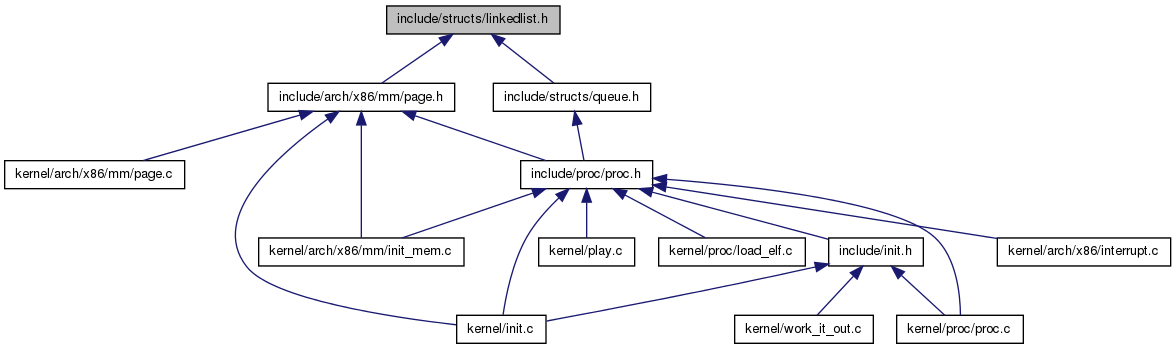 include/structs/linkedlist.h
include/arch/x86/mm/page.h
include/structs/queue.h
kernel/arch/x86/mm/page.c
include/proc/proc.h
kernel/arch/x86/mm/init_mem.c
kernel/play.c
kernel/proc/load_elf.c
include/init.h
kernel/arch/x86/interrupt.c
kernel/init.c
kernel/work_it_out.c
kernel/proc/proc.c